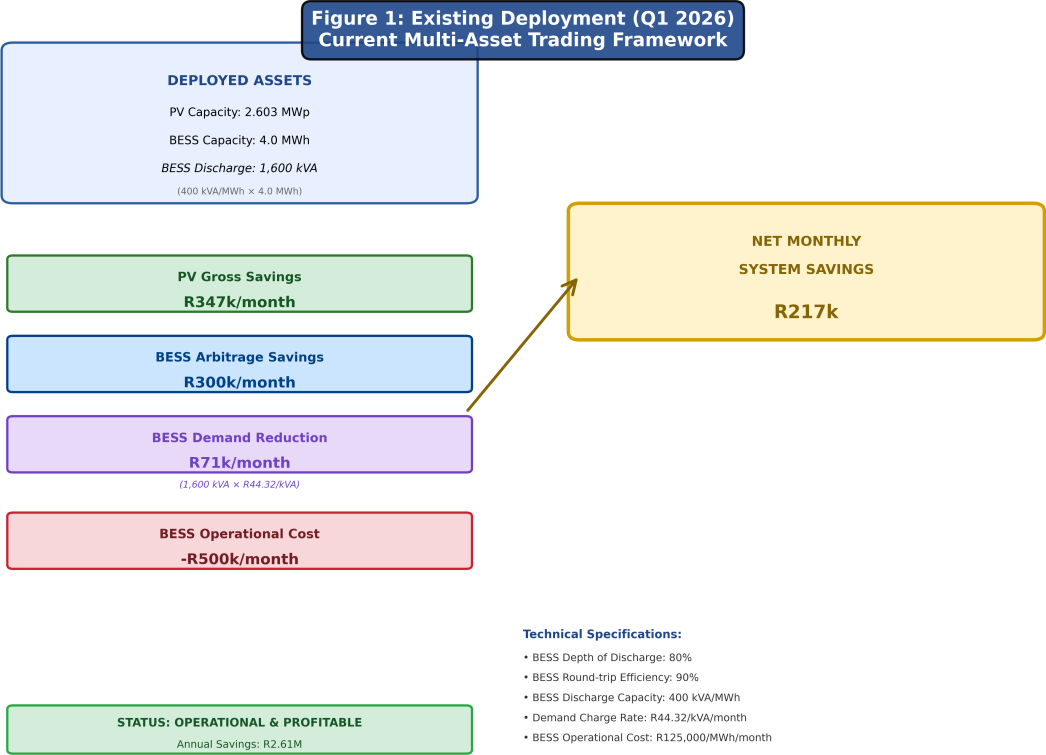 Figure 1: Existing Deployment (Q1 2026)
Current Multi-Asset Trading Framework
DEPLOYED ASSETS
PV Capacity: 2.603 MWp
BESS Capacity: 4.0 MWh
BESS Discharge: 1,600 kVA
(400 kVA/MWh × 4.0 MWh)
PV Gross Savings
R347k/month
BESS Arbitrage Savings
R300k/month
BESS Demand Reduction
R71k/month
(1,600 kVA × R44.32/kVA)
BESS Operational Cost
-R500k/month
NET MONTHLY
SYSTEM SAVINGS
R217k
STATUS: OPERATIONAL & PROFITABLE
Annual Savings: R2.61M
Technical Specifications:
• BESS Depth of Discharge: 80%
• BESS Round-trip Efficiency: 90%
• BESS Discharge Capacity: 400 kVA/MWh
• Demand Charge Rate: R44.32/kVA/month
• BESS Operational Cost: R125,000/MWh/month